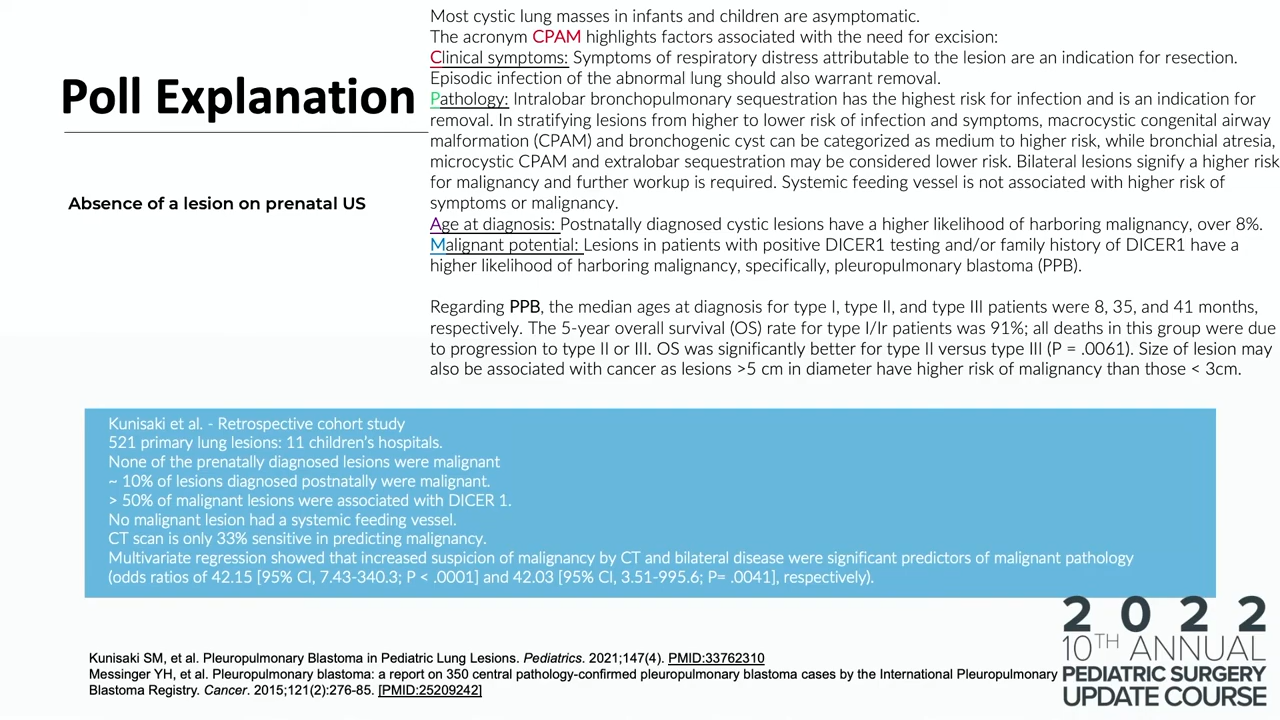 Poll Explanation
Absence of a lesion on prenatal US
Most cystic lung masses in infants and children are asymptomatic.
The acronym CPAM highlights factors associated with the need for excision:
Clinical symptoms: Symptoms of respiratory distress attributable to the lesion are an indication for resection.
Episodic infection of the abnormal lung should also warrant removal.
Pathology: Intralobar bronchopulmonary sequestration has the highest risk for infection and is an indication for
removal. In stratifying lesions from higher to lower risk of infection and symptoms, macrocystic congenital airway
malformation (CPAM) and bronchogenic cyst can be categorized as medium to higher risk, while bronchial atresia,
microcystic CPAM and extralobar sequestration may be considered lower risk. Bilateral lesions signify a higher risk
for malignancy and further workup is required. Systemic feeding vessel is not associated with higher risk of
symptoms or malignancy.
Age at diagnosis: Postnatally diagnosed cystic lesions have a higher likelihood of harboring malignancy, over 8%.
Malignant potential: Lesions in patients with positive DICER1 testing and/or family history of DICER1 have a
higher likelihood of harboring malignancy, specifically, pleuropulmonary blastoma (PPB).
Regarding PPB, the median ages at diagnosis for type I, type II, and type III patients were 8, 35, and 41 months,
respectively. The 5-year overall survival (OS) rate for type I/Ir patients was 91%; all deaths in this group were due
to progression to type II or III. OS was significantly better for type II versus type III (P = .0061). Size of lesion may
also be associated with cancer as lesions >5 cm in diameter have higher risk of malignancy than those < 3cm.
Kunisaki et al. - Retrospective cohort study
521 primary lung lesions: 11 children's hospitals.
None of the prenatally diagnosed lesions were malignant
~ 10% of lesions diagnosed postnatally were malignant.
> 50% of malignant lesions were associated with DICER 1.
No malignant lesion had a systemic feeding vessel.
CT scan is only 33% sensitive in predicting malignancy.
Multivariate regression showed that increased suspicion of malignancy by CT and bilateral disease were significant predictors of malignant pathology
(odds ratios of 42.15 [95% CI, 7.43-340.3; P < .0001] and 42.03 [95% CI, 3.51-995.6; P= .0041], respectively).
Kunisaki SM, et al. Pleuropulmonary Blastoma in Pediatric Lung Lesions. Pediatrics. 2021;147(4). PMID:33762310
Messinger YH, et al. Pleuropulmonary blastoma: a report on 350 central pathology-confirmed pleuropulmonary blastoma cases by the International Pleuropulmonary
Blastoma Registry. Cancer. 2015;121(2):276-85. [PMID:25209242]
2022
10TH ANNUAL
PEDIATRIC SURGERY
UPDATE COURSE